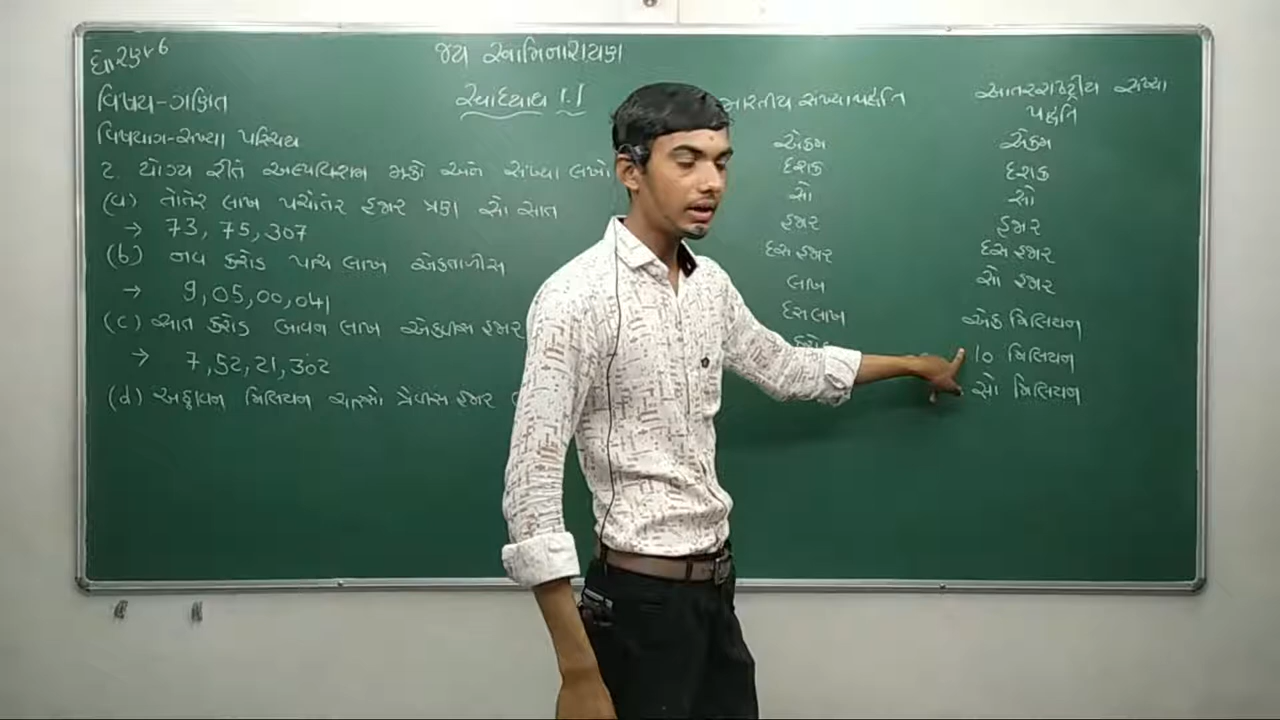 ધોરણ 6
જય સ્વામિનારાયણ
વિષય-ગણિત
સ્વાધ્યાય 1.1
સંખ્યા પરિચય
2. યોગ્ય રીતે અલ્પવિરામ મૂકો અને સંખ્યા લખો
(a) તોતેર લાખ પંચોતેર હજાર ત્રણ સો સાત
→ 73, 75, 307
(b) નવ કરોડ પાંચ લાખ એકતાળીસ
→ 9,05,00,041
(c) સાત કરોડ બાવન લાખ એકવીસ હજાર
→ 7,52,21,302
(d) અઠ્ઠાવન મિલિયન ચારસો ત્રેવીસ હજાર
ભારતીય સંખ્યા પદ્ધતિ
એકમ
દશક
સો
હજાર
દસ હજાર
લાખ
દસ લાખ
કરોડ
આંતરરાષ્ટ્રીય સંખ્યા
પદ્ધતિ
એકમ
દશક
સો
હજાર
દસ હજાર
સો હજાર
એક મિલિયન
10 મિલિયન
સો મિલિયન